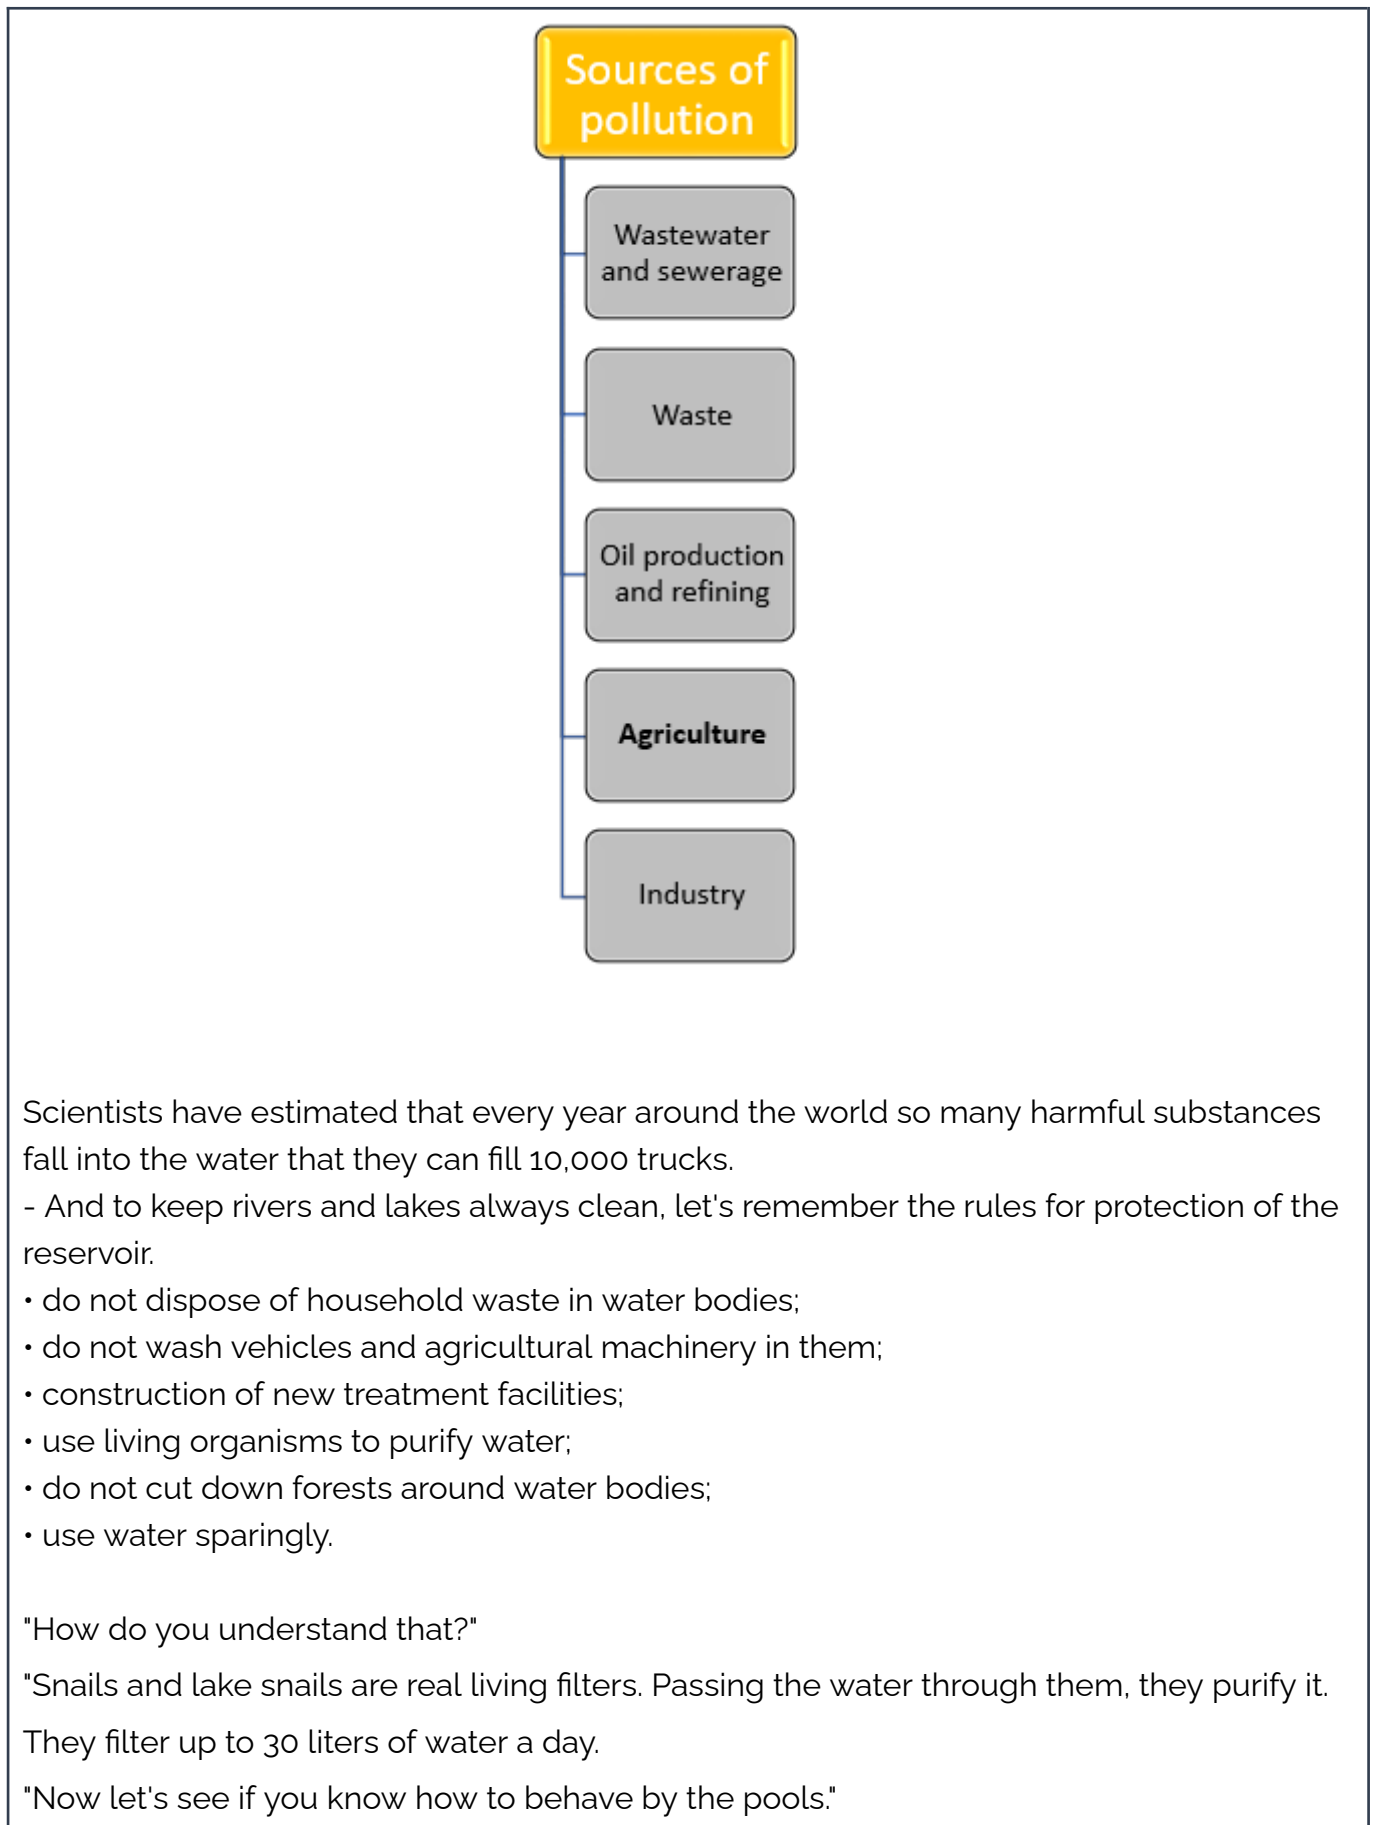 Sources of
pollution
Wastewater
and sewerage
Waste
Oil production
and refining
Agriculture
Industry
Scientists have estimated that every year around the world so many harmful substances
fall into the water that they can fill 10,000 trucks.
- And to keep rivers and lakes always clean, let's remember the rules for protection of the
reservoir.
• do not dispose of household waste in water bodies;
• do not wash vehicles and agricultural machinery in them;
• construction of new treatment facilities;
• use living organisms to purify water;
• do not cut down forests around water bodies;
• use water sparingly.
"How do you understand that?"
"Snails and lake snails are real living filters. Passing the water through them, they purify it.
They filter up to 30 liters of water a day.
"Now let's see if you know how to behave by the pools."